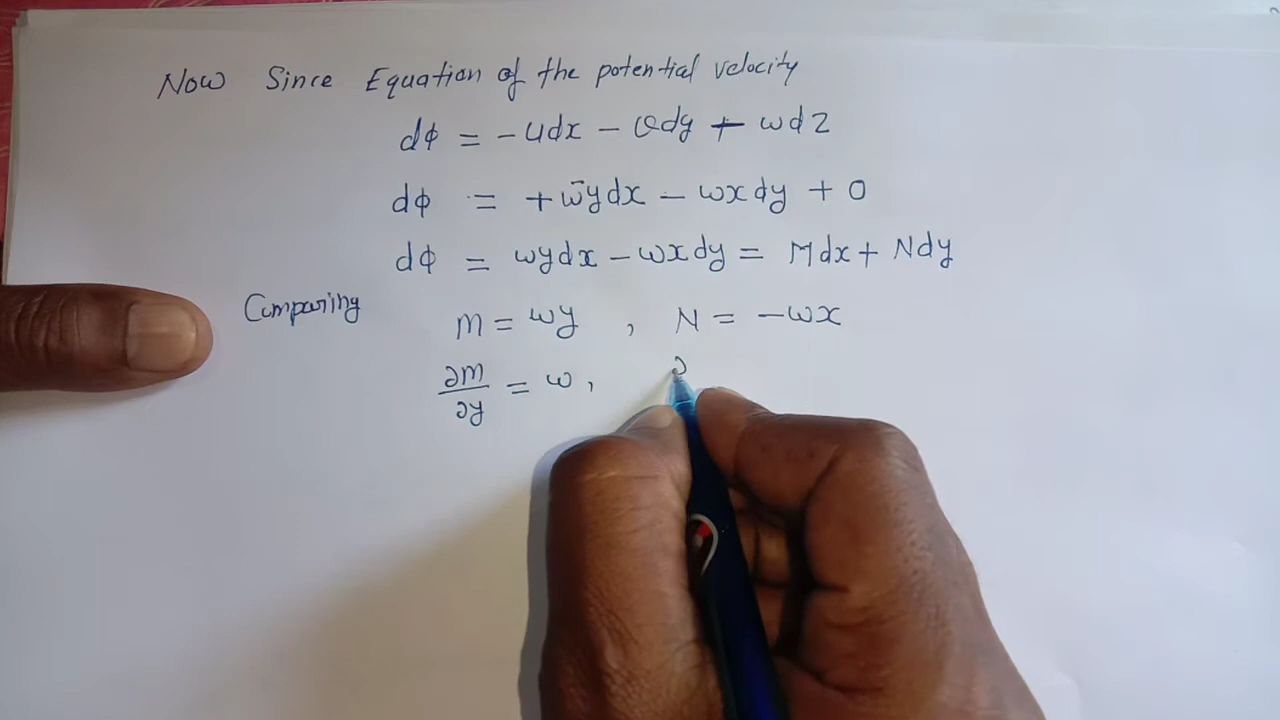 Now Since Equation of the potential velocity
dϕ = -udx - vdy + wdz
dϕ = +ωydx - ωxdy + 0
dϕ = ωydx - ωxdy = Mdx + Ndy
Comparing M = ωy , N = -ωx
∂M/∂y = ω, ∂